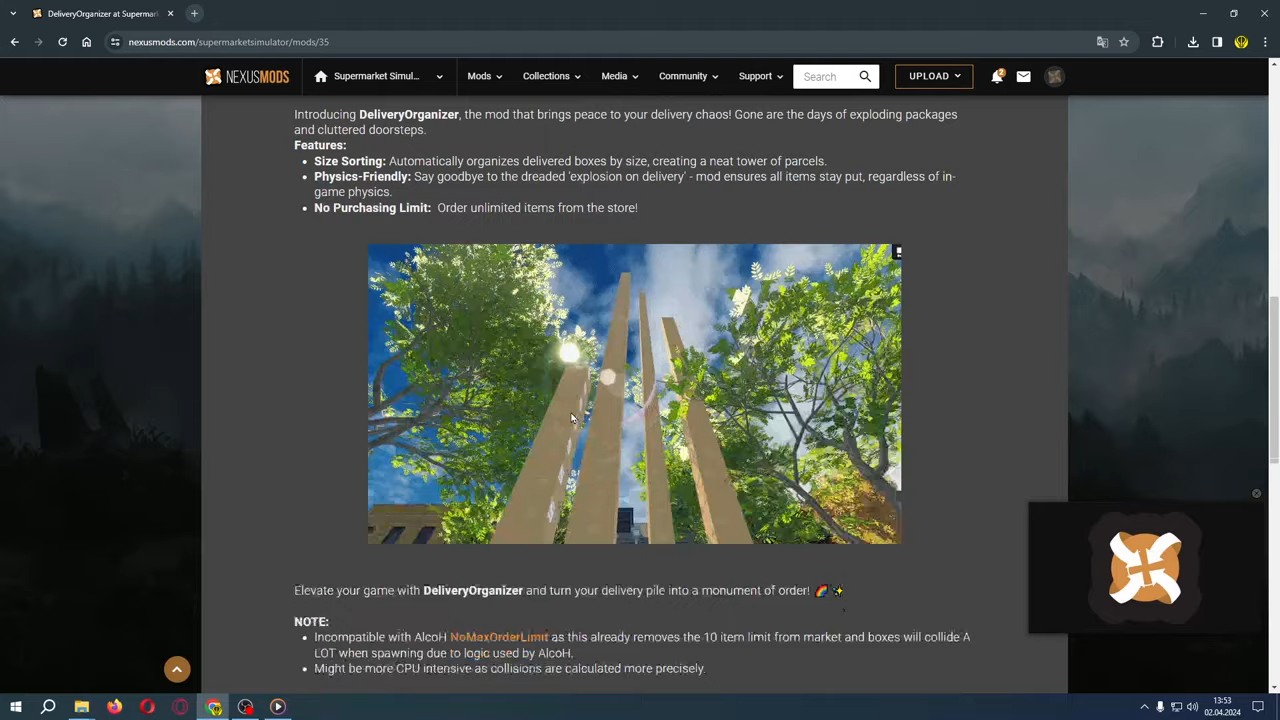 DeliveryOrganizer at Supermark
nexusmods.com/supermarketsimulator/mods/35
NEXUSMODS
Supermarket Simul...
Mods
Collections
Media
Community
Support
Search
UPLOAD
2
Introducing DeliveryOrganizer, the mod that brings peace to your delivery chaos! Gone are the days of exploding packages
and cluttered doorsteps.
Features:
• Size Sorting: Automatically organizes delivered boxes by size, creating a neat tower of parcels.
• Physics-Friendly: Say goodbye to the dreaded 'explosion on delivery' - mod ensures all items stay put, regardless of in-
game physics.
• No Purchasing Limit: Order unlimited items from the store!
Elevate your game with DeliveryOrganizer and turn your delivery pile into a monument of order! 🌈✨
NOTE:
• Incompatible with AlcoH NoMaxOrderLimit as this already removes the 10 item limit from market and boxes will collide A
LOT when spawning due to logic used by AlcoH.
• Might be more CPU intensive as collisions are calculated more precisely.
13:53
02.04.2024